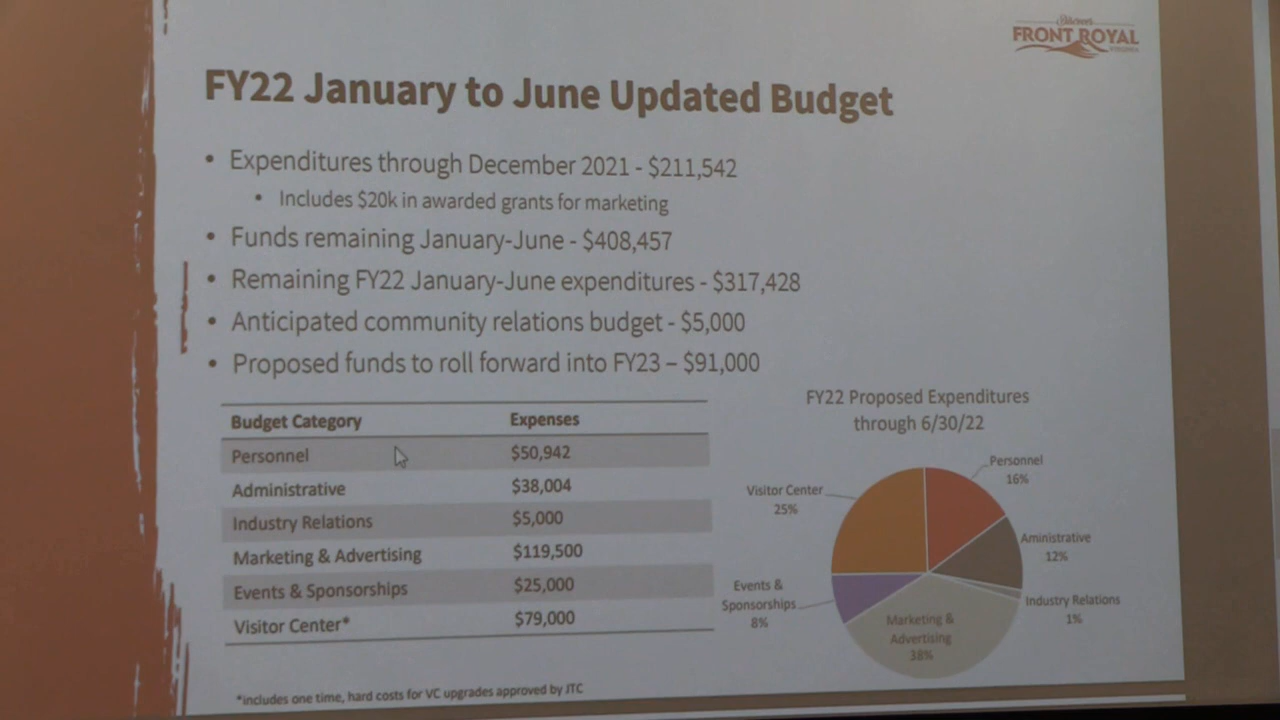 Discover
FRONT ROYAL
VIRGINIA
FY22 January to June Updated Budget
• Expenditures through December 2021 - $211,542
• Includes $20k in awarded grants for marketing
• Funds remaining January-June - $408,457
• Remaining FY22 January-June expenditures - $317,428
• Anticipated community relations budget - $5,000
• Proposed funds to roll forward into FY23 – $91,000
Budget Category Expenses
Personnel $50,942
Administrative $38,004
Industry Relations $5,000
Marketing & Advertising $119,500
Events & Sponsorships $25,000
Visitor Center* $79,000
*includes one time, hard costs for VC upgrades approved by JTC
FY22 Proposed Expenditures
through 6/30/22
Personnel
16%
Visitor Center
25%
Aministrative
12%
Events &
Sponsorships
8%
Industry Relations
1%
Marketing &
Advertising
38%